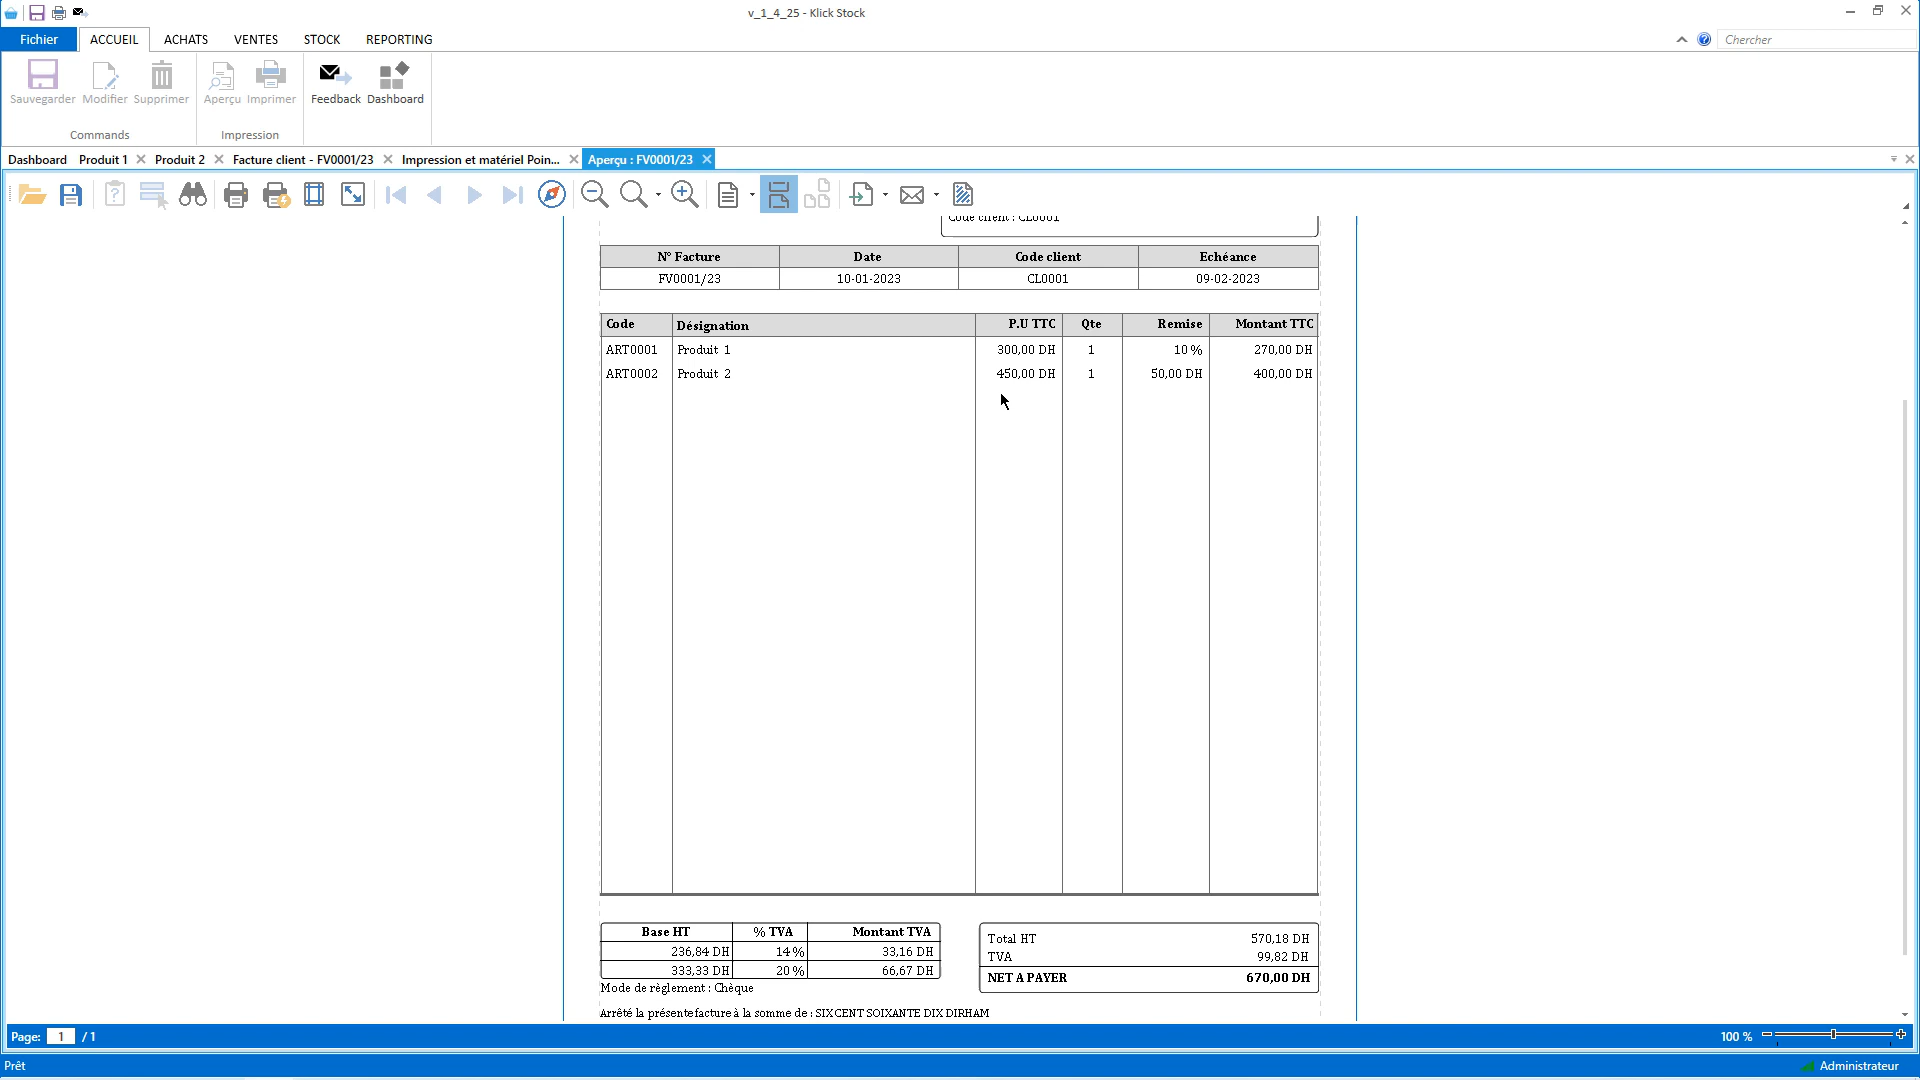 v_1_4_25 - Klick Stock
Fichier ACCUEIL ACHATS VENTES STOCK REPORTING Chercher
Sauvegarder Modifier Supprimer Aperçu Imprimer Feedback Dashboard
Commands Impression
Dashboard Produit 1 Produit 2 Facture client - FV0001/23 Impression et matériel Poin... Aperçu : FV0001/23
Code client : CL0001
N° Facture Date Code client Echéance
FV0001/23 10-01-2023 CL0001 09-02-2023
Code Désignation P.U TTC Qte Remise Montant TTC
ART0001 Produit 1 300,00 DH 1 10 % 270,00 DH
ART0002 Produit 2 450,00 DH 1 50,00 DH 400,00 DH
Base HT % TVA Montant TVA
236,84 DH 14 % 33,16 DH
333,33 DH 20 % 66,67 DH
Total HT 570,18 DH
TVA 99,82 DH
NET A PAYER 670,00 DH
Mode de règlement : Chèque
Arrêté la présente facture à la somme de : SIX CENT SOIXANTE DIX DIRHAM
Page: 1 / 1 100 %
Prêt Administrateur